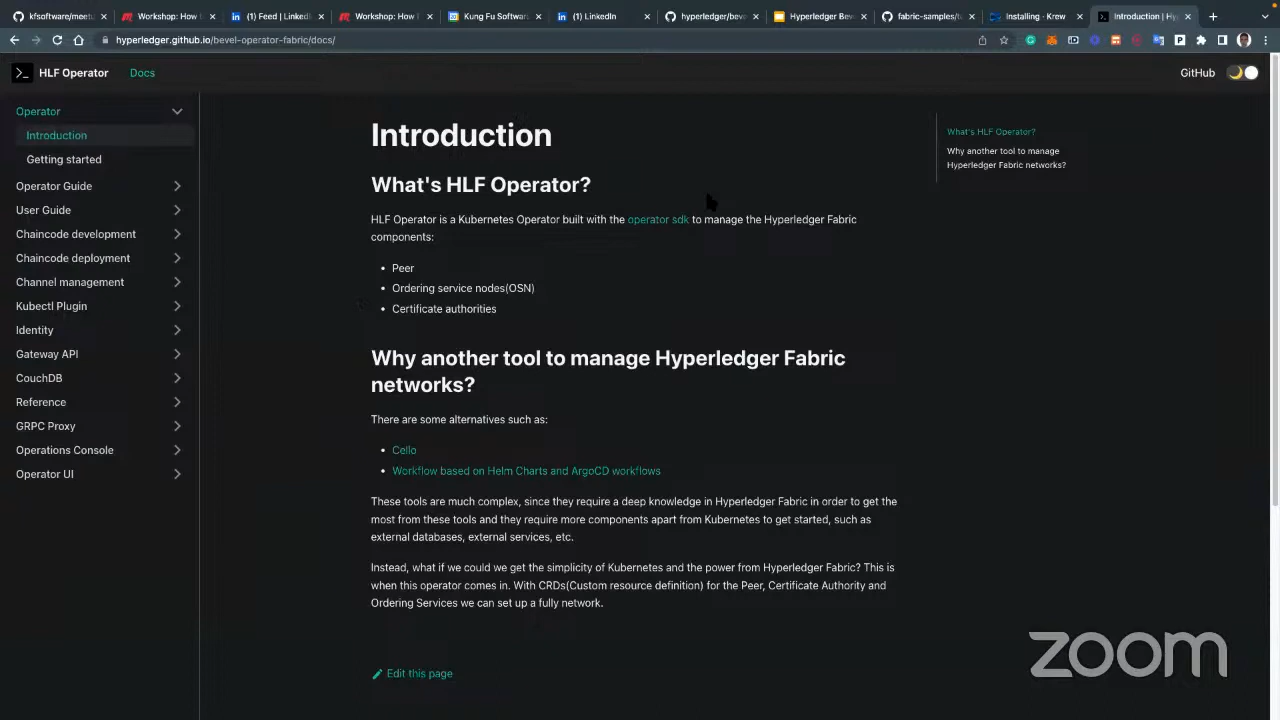 kfsoftware/meetu
Workshop: How t
(1) Feed | LinkedI
Workshop: How t
Kung Fu Softwar
(1) LinkedIn
hyperledger/beve
Hyperledger Beve
fabric-samples/t
Installing · Krew
Introduction | Hy
hyperledger.github.io/bevel-operator-fabric/docs/
HLF Operator
Docs
GitHub
Operator
Introduction
Getting started
Operator Guide
User Guide
Chaincode development
Chaincode deployment
Channel management
Kubectl Plugin
Identity
Gateway API
CouchDB
Reference
GRPC Proxy
Operations Console
Operator UI
Introduction
What's HLF Operator?
HLF Operator is a Kubernetes Operator built with the operator sdk to manage the Hyperledger Fabric
components:
• Peer
• Ordering service nodes(OSN)
• Certificate authorities
Why another tool to manage Hyperledger Fabric
networks?
There are some alternatives such as:
• Cello
• Workflow based on Helm Charts and ArgoCD workflows
These tools are much complex, since they require a deep knowledge in Hyperledger Fabric in order to get the
most from these tools and they require more components apart from Kubernetes to get started, such as
external databases, external services, etc.
Instead, what if we could we get the simplicity of Kubernetes and the power from Hyperledger Fabric? This is
when this operator comes in. With CRDs(Custom resource definition) for the Peer, Certificate Authority and
Ordering Services we can set up a fully network.
Edit this page
What's HLF Operator?
Why another tool to manage
Hyperledger Fabric networks?
zoom